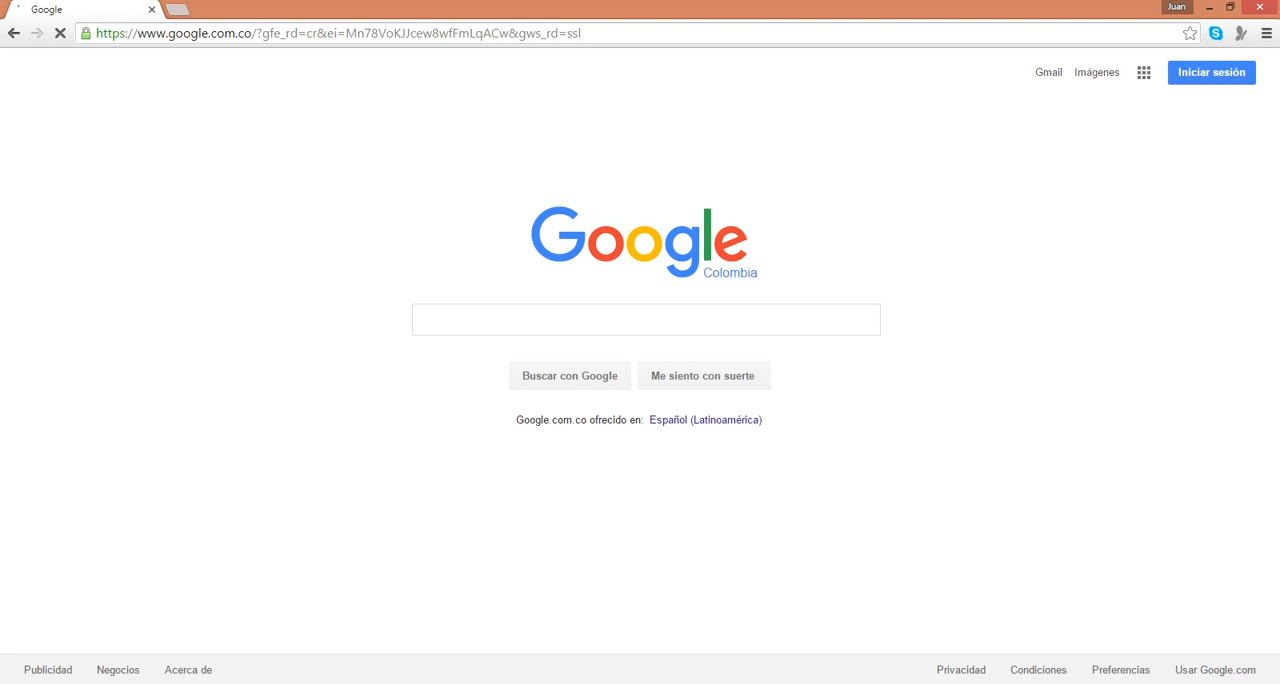 Google
Juan
https://www.google.com.co/?gfe_rd=cr&ei=Mn78VoKJJcew8wfFmLqACw&gws_rd=ssl
Gmail Imágenes Iniciar sesión
Google
Colombia
Buscar con Google Me siento con suerte
Google.com.co ofrecido en: Español (Latinoamérica)
Publicidad Negocios Acerca de Privacidad Condiciones Preferencias Usar Google.com